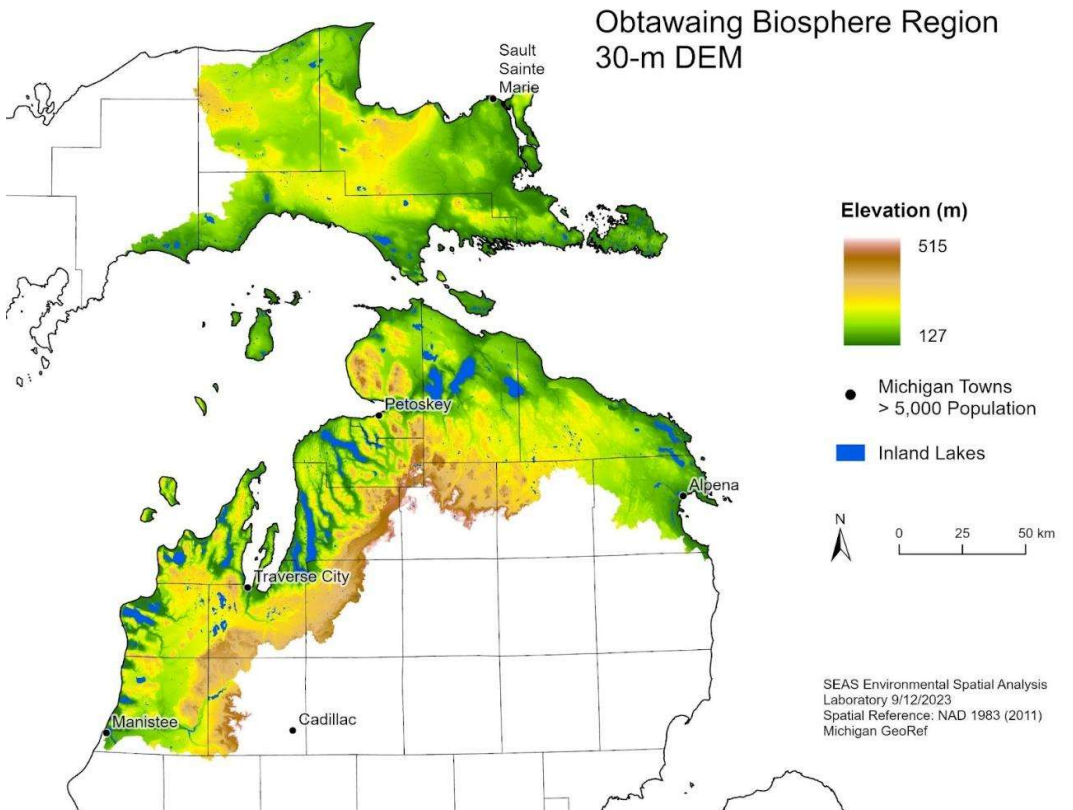 Obtawaing Biosphere Region
30-m DEM
Sault
Sainte
Marie
Elevation (m)
515
127
Michigan Towns
> 5,000 Population
Inland Lakes
Petoskey
Alpena
N
0 25 50 km
Traverse City
Manistee
Cadillac
SEAS Environmental Spatial Analysis
Laboratory 9/12/2023
Spatial Reference: NAD 1983 (2011)
Michigan GeoRef